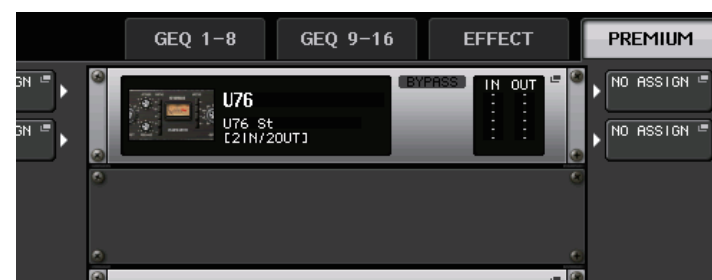 GEQ 1-8
GEQ 9-16
EFFECT
PREMIUM
GN
U76
BYPASS
IN OUT
NO ASSIGN
U76 St
[2IN/2OUT]
GN
NO ASSIGN